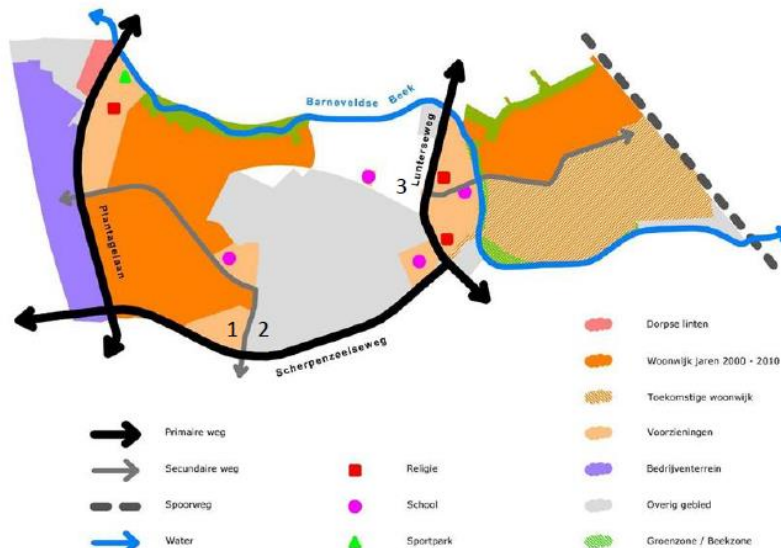 Barneveldse Beek
3
Lunterseweg
Plantagelaan
1 2
Scherpenzeelseweg
Dorpse linten
Woonwijk jaren 2000 - 2010
Toekomstige woonwijk
Primaire weg
Voorzieningen
Secundaire weg
Religie
Bedrijventerrein
Spoorweg
School
Overig gebied
Water
Sportpark
Groenzone / Beekzone